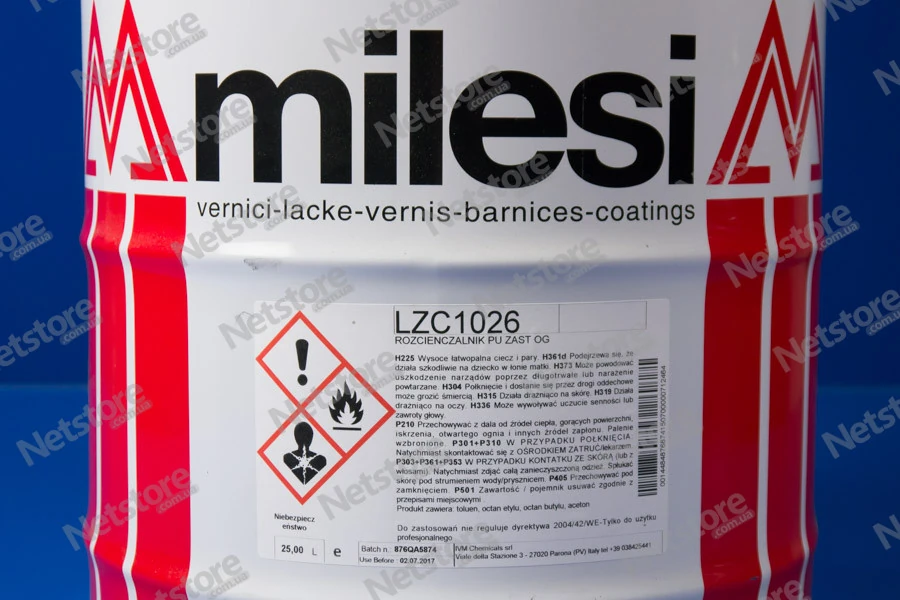 milesi
vernici-lacke-vernis-barnices-coatings
LZC1026
ROZCIENCZALNIK PU ZAST OG
H225 Wysoce łatwopalna ciecz i pary. H361d Podejrzewa się, że
działa szkodliwie na dziecko w łonie matki. H373 Może powodować
uszkodzenie narządów poprzez długotrwałe lub narażenie
powtarzane. H304 Połknięcie i dostanie się przez drogi oddechowe
może grozić śmiercią. H315 Działa drażniąco na skórę. H319 Działa
drażniąco na oczy. H336 Może wywoływać uczucie senności lub
zawroty głowy.
P210 Przechowywać z dala od źródeł ciepła, gorących powierzchni,
iskrzenia, otwartego ognia i innych źródeł zapłonu. Palenie
wzbronione. P301+P310 W PRZYPADKU POŁKNIĘCIA:
Natychmiast skontaktować się z OŚRODKIEM ZATRUĆ/lekarzem.
P303+P361+P353 W PRZYPADKU KONTAKTU ZE SKÓRĄ (lub z
włosami): Natychmiast zdjąć całą zanieczyszczoną odzież. Spłukać
skórę pod strumieniem wody/prysznicem. P405 Przechowywać pod
zamknięciem. P501 Zawartość / pojemnik usuwać zgodnie z
przepisami miejscowymi
Produkt zawiera: toluen, octan etylu, octan butylu, aceton
Do zastosowań nie reguluje dyrektywa 2004/42/WE-Tylko do użytku
profesjonalnego
Niebezpiecz
eństwo
25,00 L e
Batch n. 876QA5874
Use Before 02.07.2017
IVM Chemicals srl
Viale della Stazione 3 - 27020 Parona (PV) Italy tel +39 038425441
Netstore
.com.ua